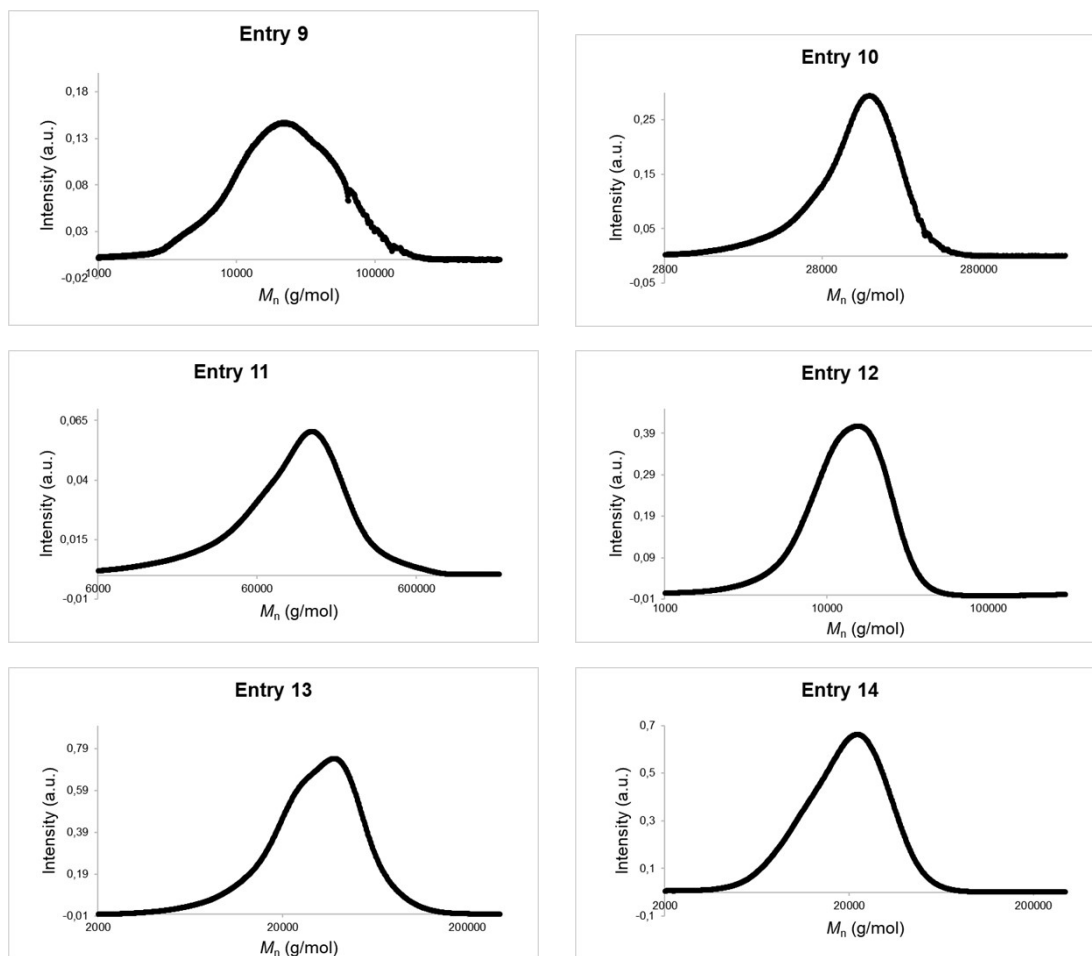 Entry 9
Intensity (a.u.)
0,18
0,13
0,08
0,03
-0,02
1000
10000
100000
Mn (g/mol)
Entry 10
Intensity (a.u.)
0,25
0,15
0,05
-0,05
2800
28000
280000
Mn (g/mol)
Entry 11
Intensity (a.u.)
0,065
0,04
0,015
-0,01
6000
60000
600000
Mn (g/mol)
Entry 12
Intensity (a.u.)
0,39
0,29
0,19
0,09
-0,01
1000
10000
100000
Mn (g/mol)
Entry 13
Intensity (a.u.)
0,79
0,59
0,39
0,19
-0,01
2000
20000
200000
Mn (g/mol)
Entry 14
Intensity (a.u.)
0,7
0,5
0,3
0,1
-0,1
2000
20000
200000
Mn (g/mol)